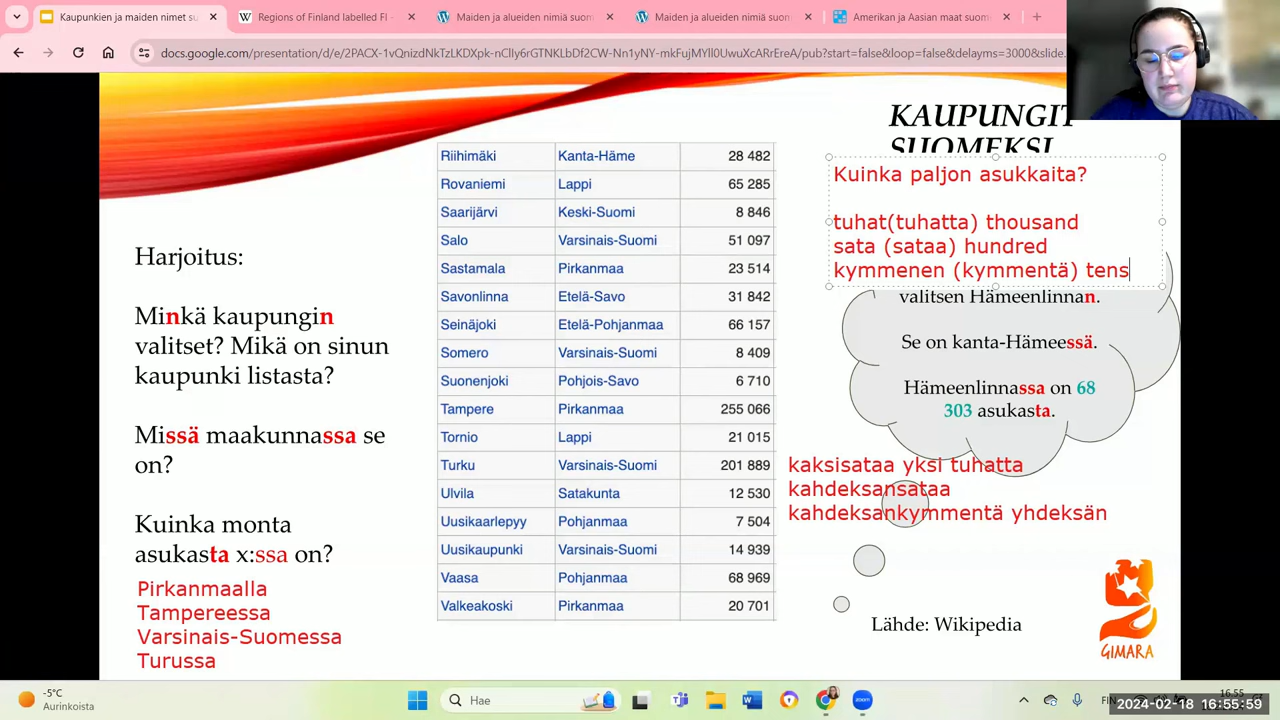 Kaupunkien ja maiden nimet su
Regions of Finland labelled FI -
Maiden ja alueiden nimiä suom
Maiden ja alueiden nimiä suom
Amerikan ja Aasian maat suom
docs.google.com/presentation/d/e/
KAUPUNGIT
SUOMEKSI
Kuinka paljon asukkaita?
tuhat(tuhatta) thousand
sata (sataa) hundred
kymmenen (kymmentä) tens
valitsen Hämeenlinnan.
Se on kanta-Hämeessä.
Hämeenlinnassa on 68
303 asukasta.
Harjoitus:
Minkä kaupungin
valitset? Mikä on sinun
kaupunki listasta?
Missä maakunnassa se
on?
Kuinka monta
asukasta x:ssa on?
Pirkanmaalla
Tampereessa
Varsinais-Suomessa
Turussa
Riihimäki Kanta-Häme 28 482
Rovaniemi Lappi 65 285
Saarijärvi Keski-Suomi 8 846
Salo Varsinais-Suomi 51 097
Sastamala Pirkanmaa 23 514
Savonlinna Etelä-Savo 31 842
Seinäjoki Etelä-Pohjanmaa 66 157
Somero Varsinais-Suomi 8 409
Suonenjoki Pohjois-Savo 6 710
Tampere Pirkanmaa 255 066
Tornio Lappi 21 015
Turku Varsinais-Suomi 201 889
Ulvila Satakunta 12 530
Uusikaarlepyy Pohjanmaa 7 504
Uusikaupunki Varsinais-Suomi 14 939
Vaasa Pohjanmaa 68 969
Valkeakoski Pirkanmaa 20 701
kaksisataa yksi tuhatta
kahdeksansataa
kahdeksankymmentä yhdeksän
Lähde: Wikipedia
GIMARA
-5°C
Aurinkoista
Hae
FIN
16.55
2024-02-18 16:55:59